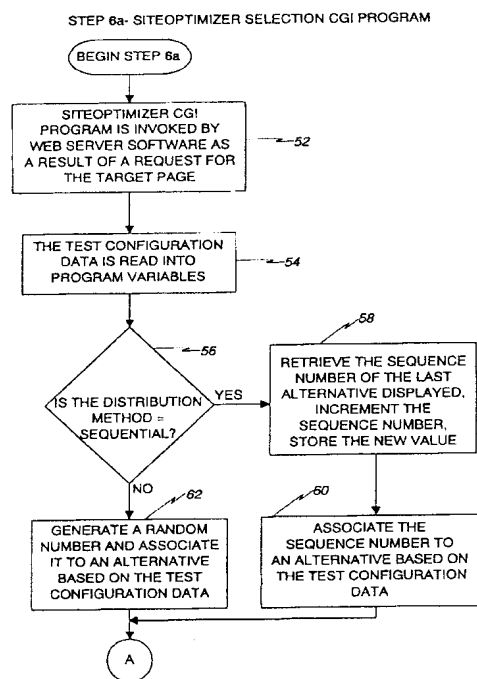 STEP 6a- SITEOPTIMIZER SELECTION CGI PROGRAM
BEGIN STEP 6a
SITEOPTIMIZER CGI
PROGRAM IS INVOKED BY
WEB SERVER SOFTWARE AS
A RESULT OF A REQUEST FOR
THE TARGET PAGE
52
THE TEST CONFIGURATION
DATA IS READ INTO
PROGRAM VARIABLES
54
56
IS THE DISTRIBUTION
METHOD =
SEQUENTIAL?
YES
58
RETRIEVE THE SEQUENCE
NUMBER OF THE LAST
ALTERNATIVE DISPLAYED,
INCREMENT THE
SEQUENCE NUMBER,
STORE THE NEW VALUE
NO
62
GENERATE A RANDOM
NUMBER AND ASSOCIATE
IT TO AN ALTERNATIVE
BASED ON THE TEST
CONFIGURATION DATA
60
ASSOCIATE THE
SEQUENCE NUMBER TO
AN ALTERNATIVE BASED ON
THE TEST CONFIGURATION
DATA
A